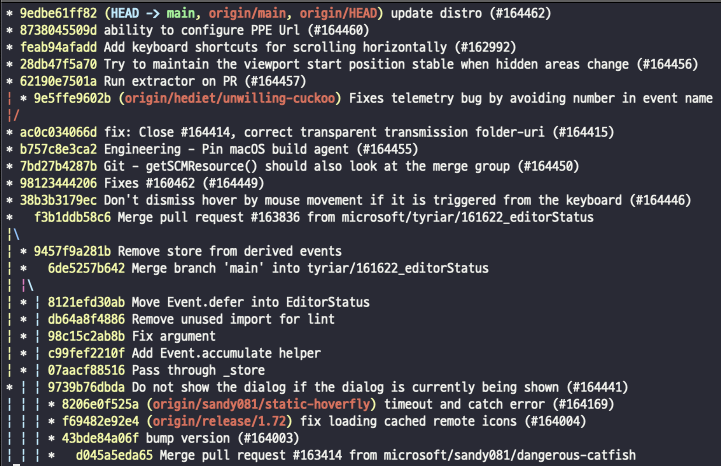 * 9edbe61ff82 (HEAD -> main, origin/main, origin/HEAD) update distro (#164462)
* 8738045509d ability to configure PPE Url (#164460)
* feab94afadd Add keyboard shortcuts for scrolling horizontally (#162992)
* 28db47f5a70 Try to maintain the viewport start position stable when hidden areas change (#164456)
* 62190e7501a Run extractor on PR (#164457)
¦ * 9e5ffe9602b (origin/hediet/unwilling-cuckoo) Fixes telemetry bug by avoiding number in event name
¦/
* ac0c034066d fix: Close #164414, correct transparent transmission folder-uri (#164415)
* b757c8e3ca2 Engineering - Pin macOS build agent (#164455)
* 7bd27b4287b Git - getSCMResource() should also look at the merge group (#164450)
* 98123444206 Fixes #160462 (#164449)
* 38b3b3179ec Don't dismiss hover by mouse movement if it is triggered from the keyboard (#164446)
*   f3b1ddb58c6 Merge pull request #163836 from microsoft/tyriar/161622_editorStatus
¦\
¦ * 9457f9a281b Remove store from derived events
¦ *   6de5257b642 Merge branch 'main' into tyriar/161622_editorStatus
¦ ¦\
¦ * ¦ 8121efd30ab Move Event.defer into EditorStatus
¦ * ¦ db64a8f4886 Remove unused import for lint
¦ * ¦ 98c15c2ab8b Fix argument
¦ * ¦ c99fef2210f Add Event.accumulate helper
¦ * ¦ 07aacf88516 Pass through _store
* ¦ ¦ 9739b76dbda Do not show the dialog if the dialog is currently being shown (#164441)
¦ ¦ ¦ * 8206e0f525a (origin/sandy081/static-hoverfly) timeout and catch error (#164169)
¦ ¦ ¦ * f69482e92e4 (origin/release/1.72) fix loading cached remote icons (#164004)
¦ ¦ ¦ * 43bde84a06f bump version (#164003)
¦ ¦ ¦ *   d045a5eda65 Merge pull request #163414 from microsoft/sandy081/dangerous-catfish